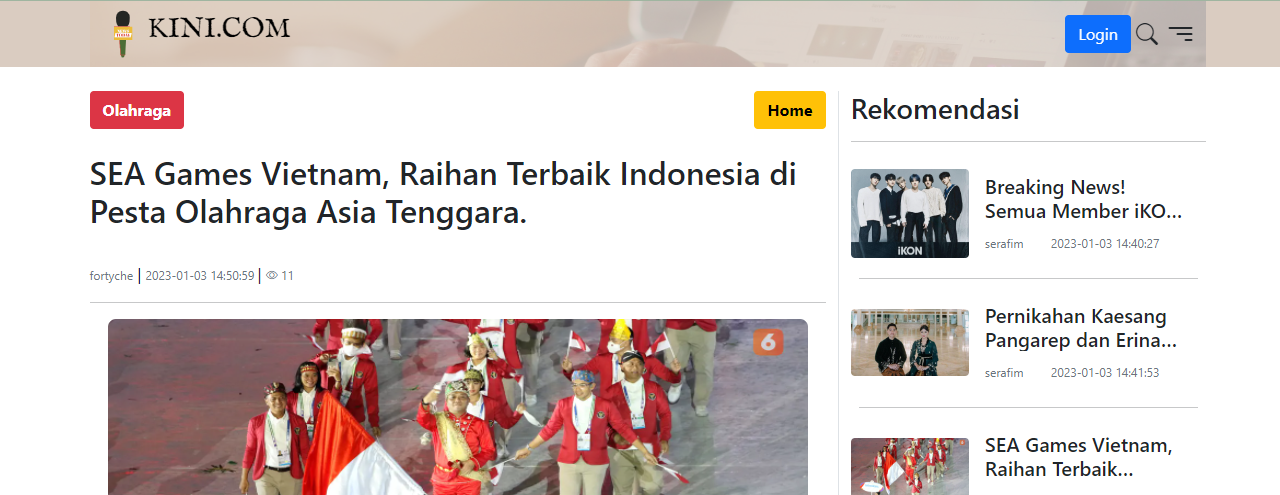 KINI.COM
Login
Olahraga
Home
SEA Games Vietnam, Raihan Terbaik Indonesia di
Pesta Olahraga Asia Tenggara.
fortyche | 2023-01-03 14:50:59 | 11
6
Rekomendasi
iKON
Breaking News!
Semua Member iKO...
serafim 2023-01-03 14:40:27
Pernikahan Kaesang
Pangarep dan Erina...
serafim 2023-01-03 14:41:53
SEA Games Vietnam,
Raihan Terbaik...